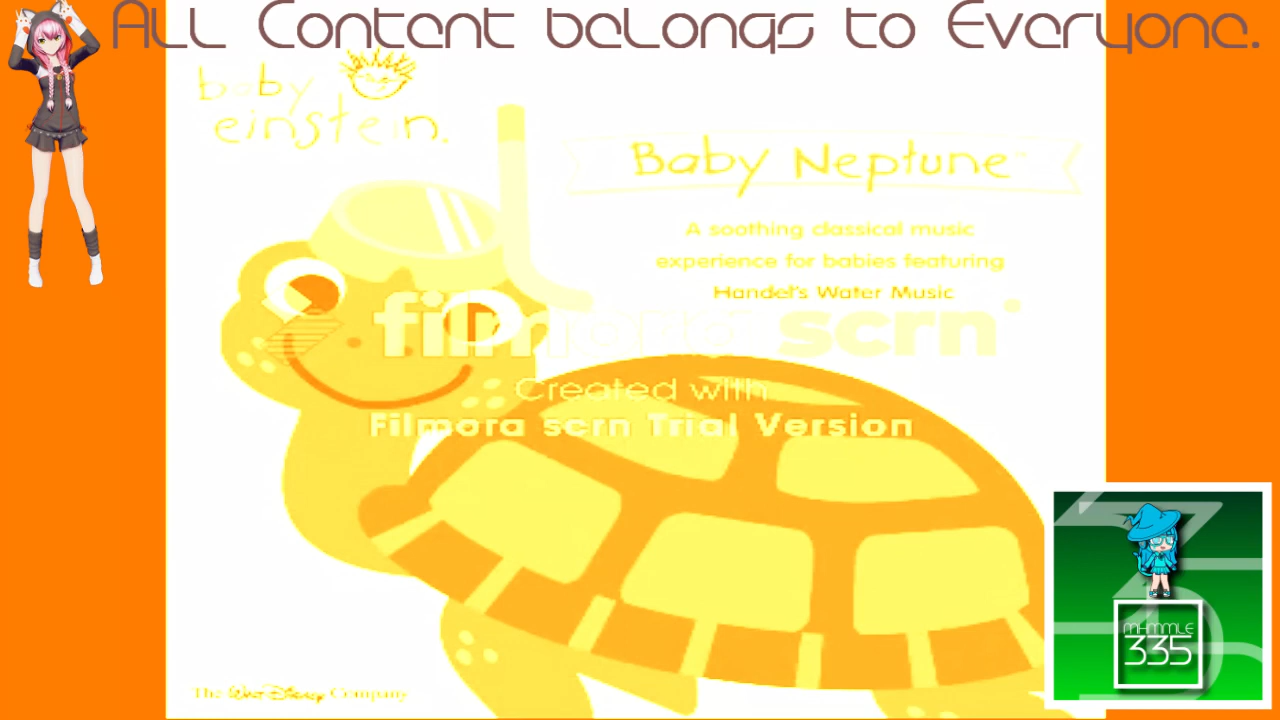 ALL Content belongs to Everyone.
baby
einstein.
Baby Neptune™
A soothing classical music
experience for babies featuring
Handel's Water Music
filmora scrn
Created with
Filmora scrn Trial Version
MHMMLE
335
The Walt Disney Company